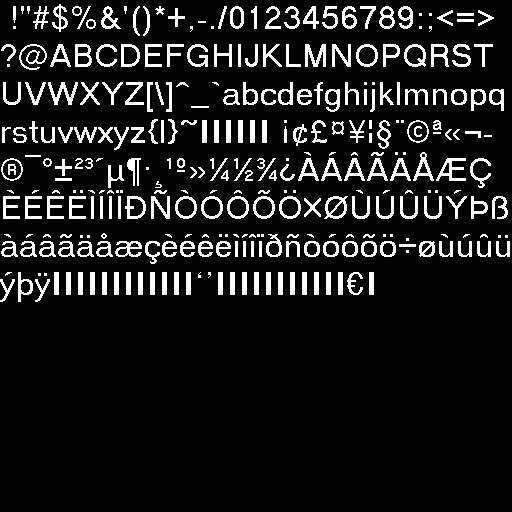 !"#$%&'()*+,-./0123456789:;<=>
?@ABCDEFGHIJKLMNOPQRST
UVWXYZ[\]^_`abcdefghijklmnopq
rstuvwxyz{|}~▌▌▌▌▌▌ ¡¢£¤¥¦§¨©ª«¬-
®¯°±²³´µ¶·¸¹º»¼½¾¿ÀÁÂÃÄÅÆÇ
ÈÉÊËÌÍÎÏÐÑÒÓÔÕÖ×ØÙÚÛÜÝÞß
àáâãäåæçèéêëìíîïðñòóôõö÷øùúûü
ýþÿ▌▌▌▌▌▌▌▌▌▌▌▌‘’▌▌▌▌▌▌▌▌▌▌▌€▌